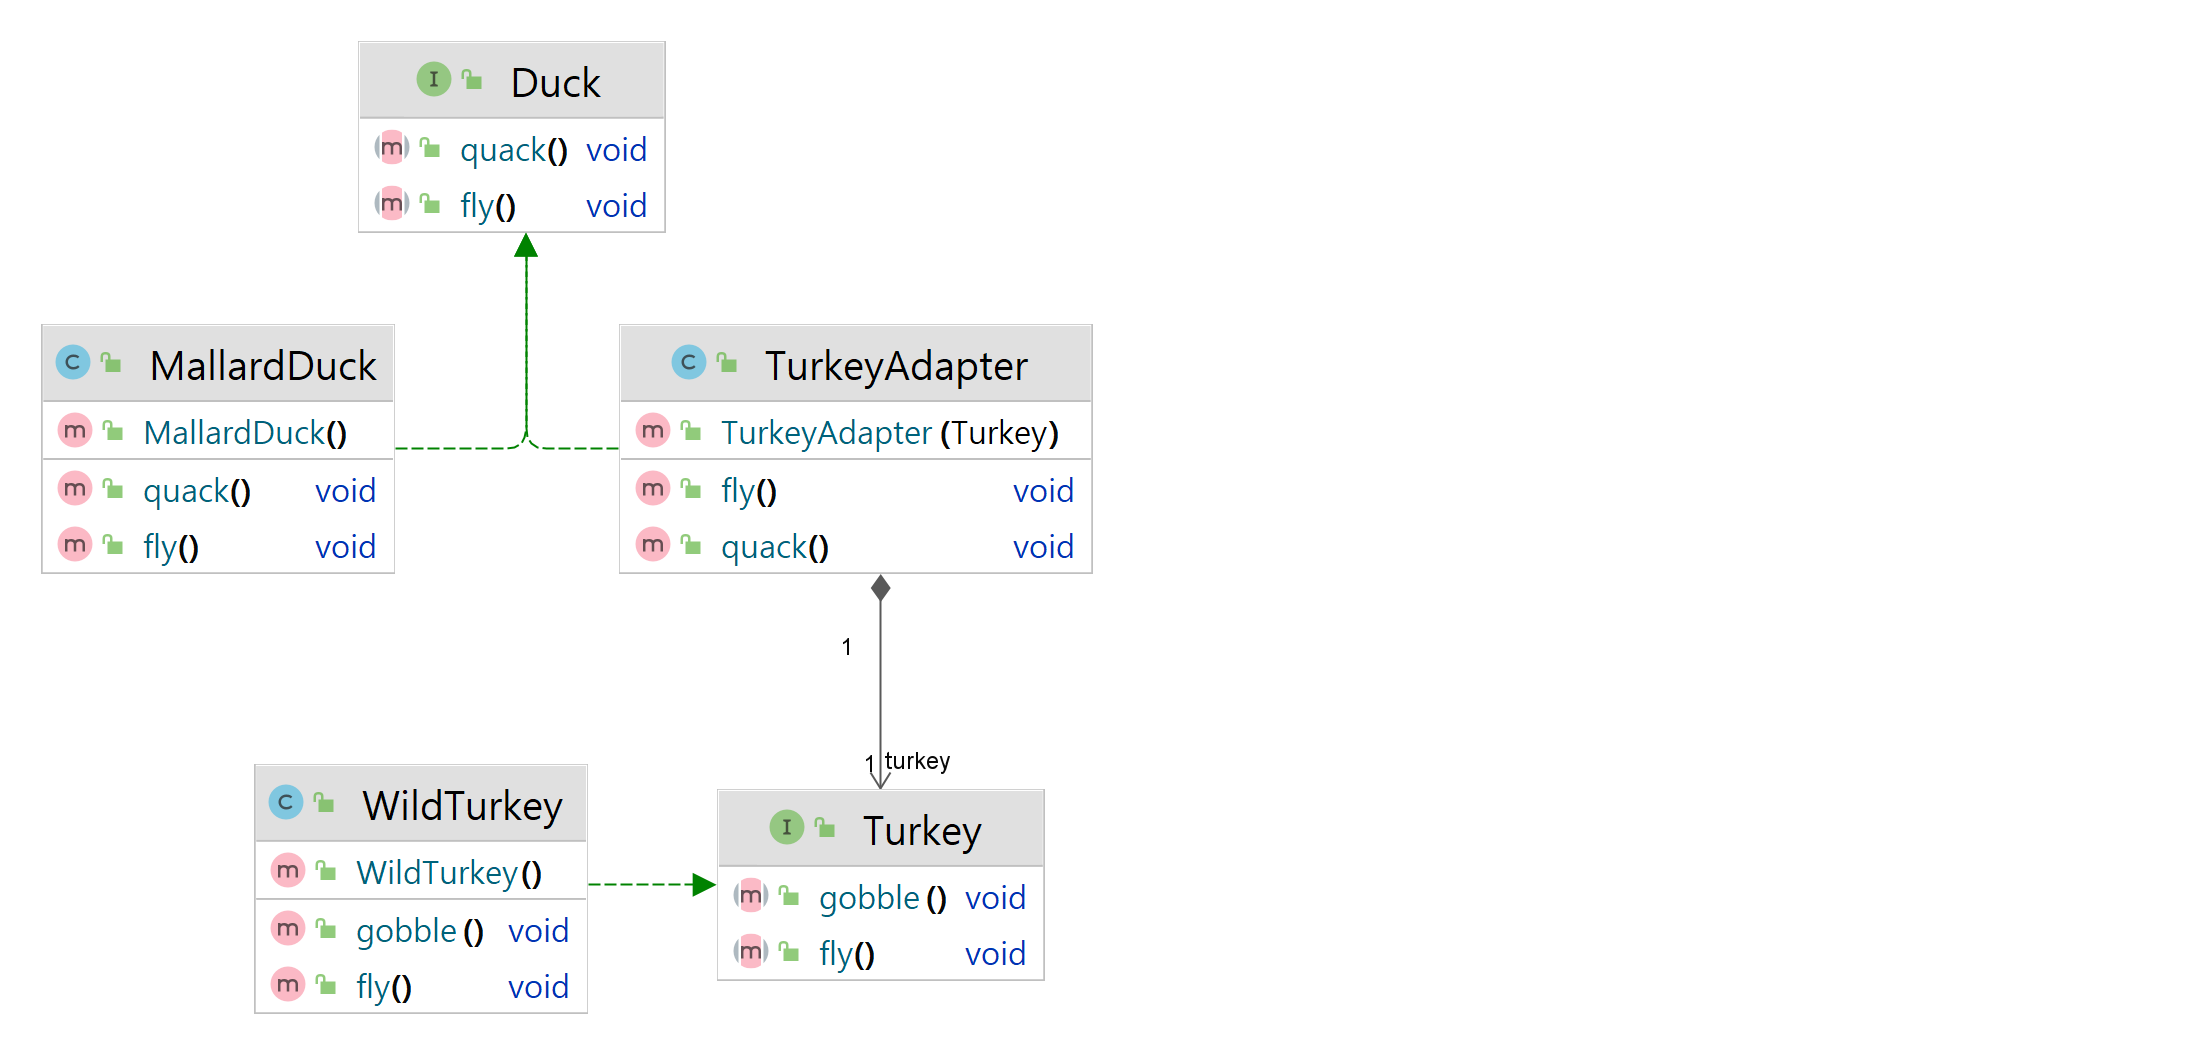 I Duck
m quack() void
m fly() void
C MallardDuck
m MallardDuck()
m quack() void
m fly() void
C TurkeyAdapter
m TurkeyAdapter (Turkey)
m fly() void
m quack() void
1
1 turkey
C WildTurkey
m WildTurkey()
m gobble () void
m fly() void
I Turkey
m gobble () void
m fly() void